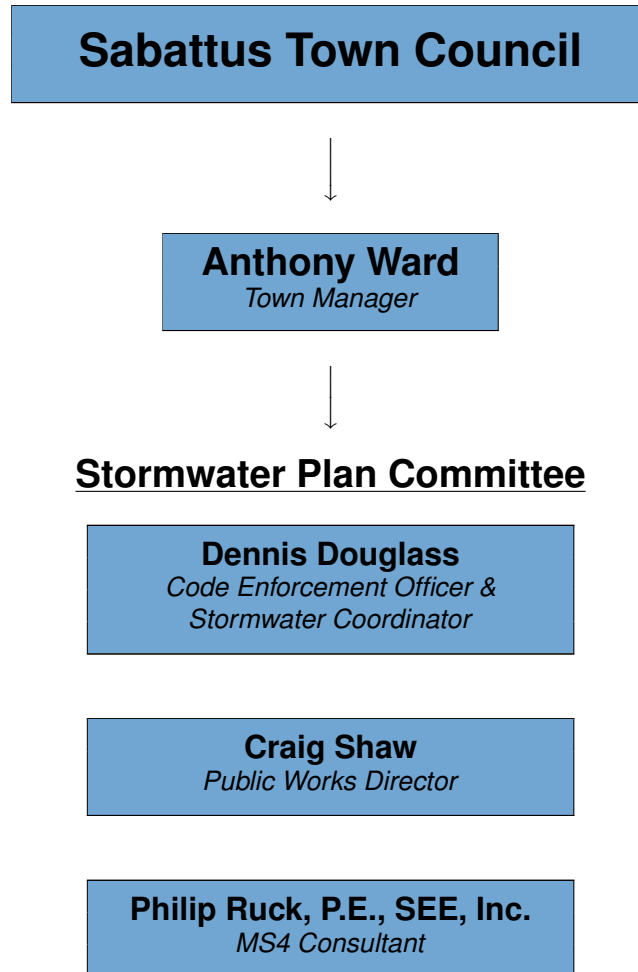 Sabattus Town Council
Anthony Ward
Town Manager
Stormwater Plan Committee
Dennis Douglass
Code Enforcement Officer &
Stormwater Coordinator
Craig Shaw
Public Works Director
Philip Ruck, P.E., SEE, Inc.
MS4 Consultant